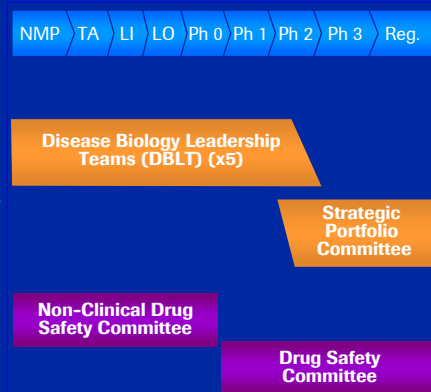 NMP TA LI LO Ph 0 Ph 1 Ph 2 Ph 3 Reg.
Disease Biology Leadership
Teams (DBLT) (x5)
Strategic
Portfolio
Committee
Non-Clinical Drug
Safety Committee
Drug Safety
Committee